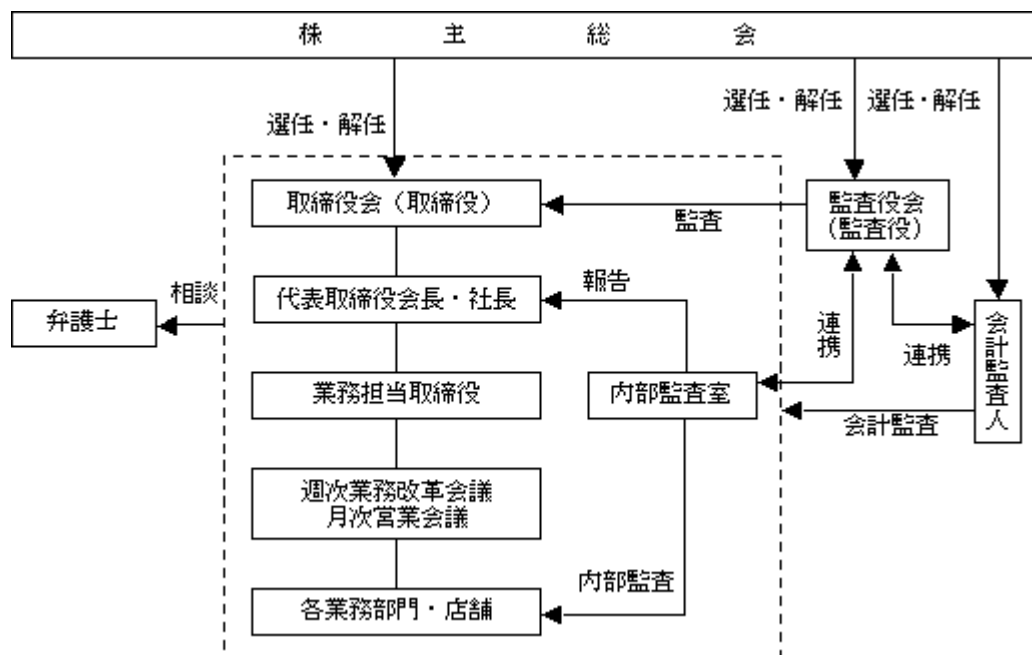 株主総会
選任・解任
選任・解任
選任・解任
取締役会（取締役）
監査
監査役会
（監査役）
代表取締役会長・社長
報告
相談
弁護士
連携
連携
会計監査人
業務担当取締役
内部監査室
会計監査
週次業務改革会議
月次営業会議
内部監査
各業務部門・店舗